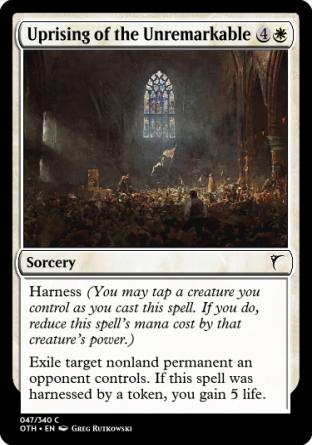 Uprising of the Unremarkable 4
Sorcery
Harness (You may tap a creature you
control as you cast this spell. If you do,
reduce this spell's mana cost by that
creature's power.)
Exile target nonland permanent an
opponent controls. If this spell was
harnessed by a token, you gain 5 life.
047/340 C
OTH • EN Greg Rutkowski